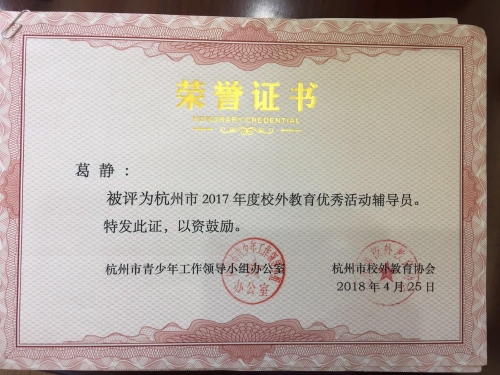 荣誉证书
HONORARY CREDENTIAL
葛静：
被评为杭州市2017年度校外教育优秀活动辅导员。
特发此证，以资鼓励。
杭州市青少年工作领导小组办公室 杭州市校外教育协会
办公室
2018年4月25日